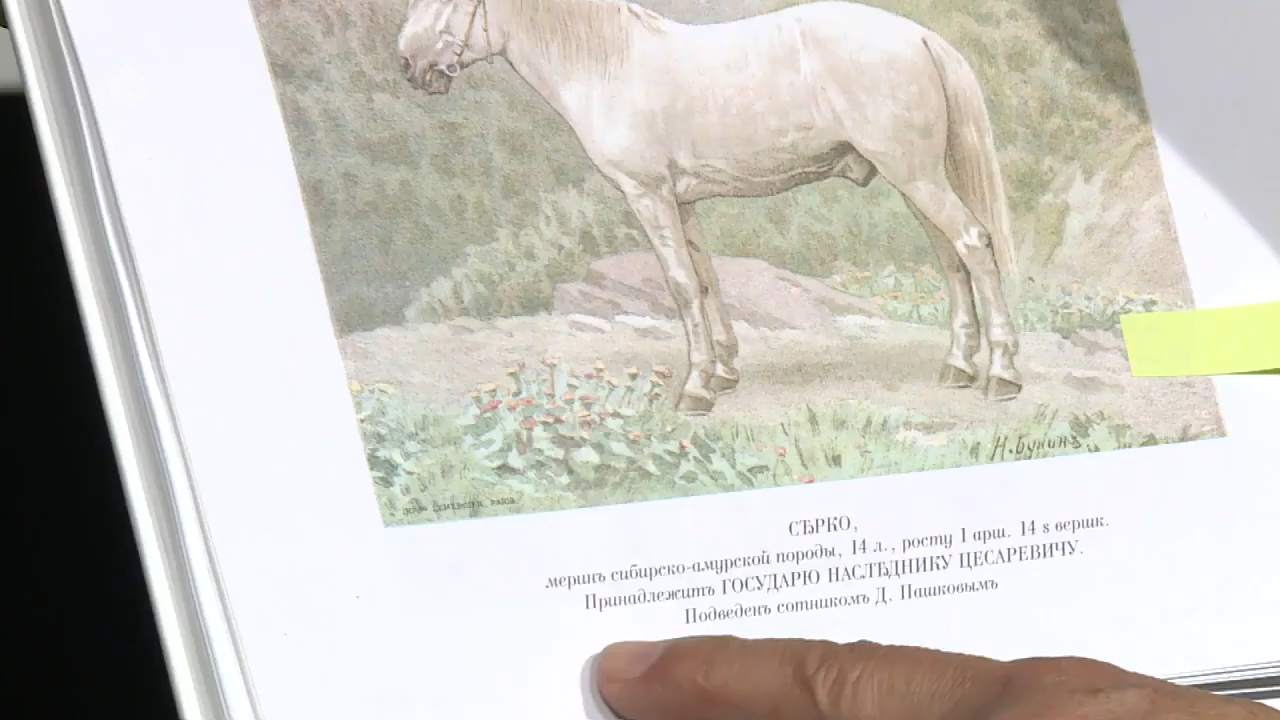 Н. Бунинъ
СѢРКО,
меринъ сибирско-амурской породы, 14 л., росту 1 арш. 14 s вершк.
Принадлежитъ ГОСУДАРЮ НАСЛѢДНИКУ ЦЕСАРЕВИЧУ.
Подведенъ сотникомъ Д. Пашковымъ